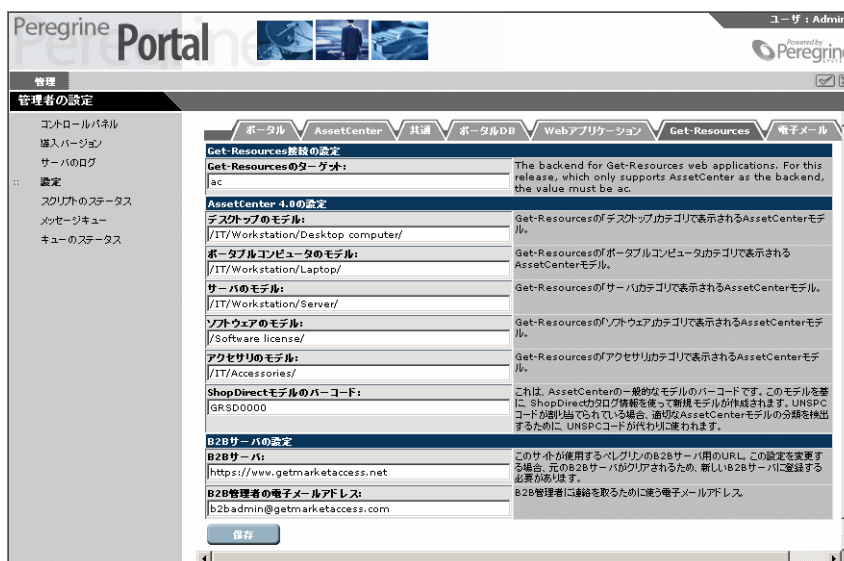 Peregrine Portal
ユーザ : Admin
Powered by
Peregrine
SYSTEMS
管理
管理者の設定
コントロールパネル
導入バージョン
サーバのログ
設定
スクリプトのステータス
メッセージキュー
キューのステータス
ポータル
AssetCenter
共通
ポータルDB
Webアプリケーション
Get-Resources
電子メール
Get-Resources接続の設定
Get-Resourcesのターゲット:
ac
The backend for Get-Resources web applications. For this
release, which only supports AssetCenter as the backend,
the value must be ac.
AssetCenter 4.0の設定
デスクトップのモデル:
/IT/Workstation/Desktop computer/
Get-Resourcesの「デスクトップ」カテゴリで表示されるAssetCenterモデ
ル。
ポータブルコンピュータのモデル:
/IT/Workstation/Laptop/
Get-Resourcesの「ポータブルコンピュータ」カテゴリで表示される
AssetCenterモデル。
サーバのモデル:
/IT/Workstation/Server/
Get-Resourcesの「サーバ」カテゴリで表示されるAssetCenterモデル。
ソフトウェアのモデル:
/Software license/
Get-Resourcesの「ソフトウェア」カテゴリで表示されるAssetCenterモデ
ル。
アクセサリのモデル:
/IT/Accessories/
Get-Resourcesの「アクセサリ」カテゴリで表示されるAssetCenterモデ
ル。
ShopDirectモデルのバーコード:
GRSD0000
これは、AssetCenterの一般的なモデルのバーコードです。このモデルを基
に、ShopDirectカタログ情報を使って新規モデルが作成されます。UNSPC
コードが割り当てられている場合、適切なAssetCenterモデルの分類を検出
するために、UNSPCコードが代わりに使われます。
B2Bサーバの設定
B2Bサーバ:
https://www.getmarketaccess.net
このサイトが使用するペレグリンのB2Bサーバ用のURL。この設定を変更す
る場合、元のB2Bサーバがクリアされるため、新しいB2Bサーバに登録する
必要があります。
B2B管理者の電子メールアドレス:
b2badmin@getmarketaccess.com
B2B管理者に連絡を取るために使う電子メールアドレス。
保存